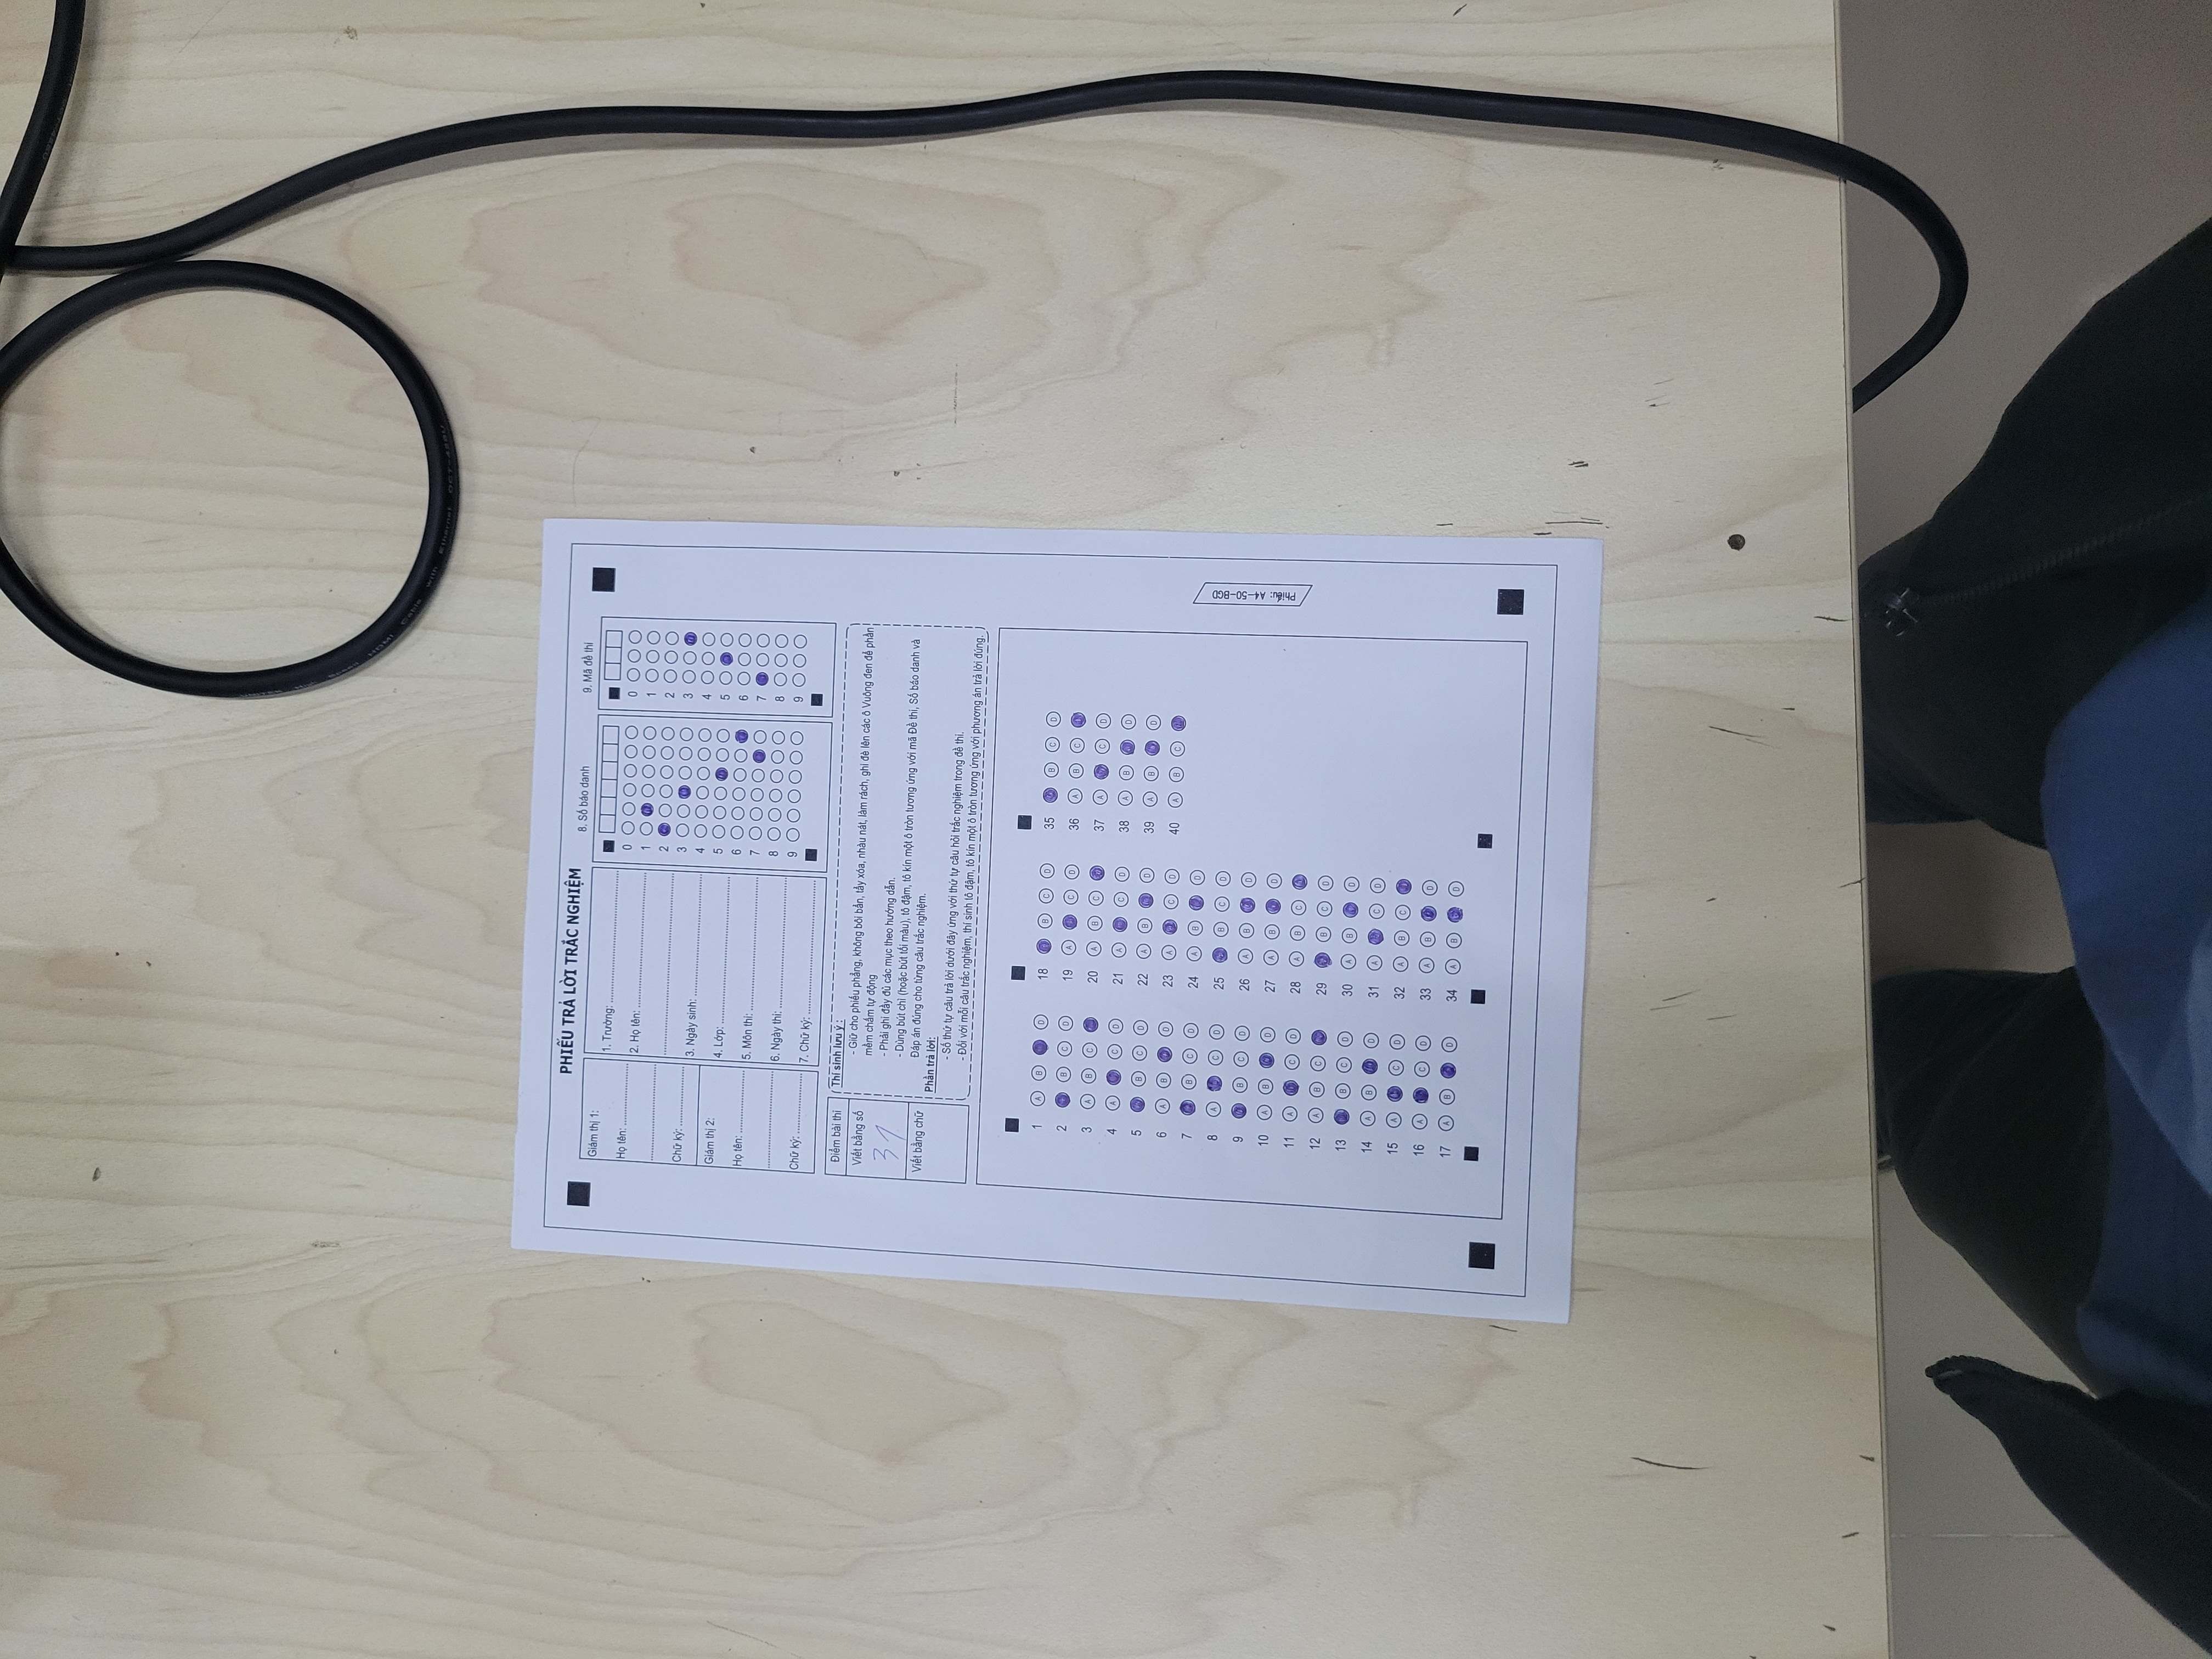 PHIẾU TRẢ LỜI TRẮC NGHIỆM
Giám thị 1:
Họ tên:
Chữ ký:
Giám thị 2:
Họ tên:
Chữ ký:
1. Trường:
2. Họ tên:
3. Ngày sinh:
4. Lớp:
5. Môn thi:
6. Ngày thi:
7. Chữ ký:
8. Số báo danh
0
1
2
3
4
5
6
7
8
9
9. Mã đề thi
0
1
2
3
4
5
6
7
8
9
Điểm bài thi
Viết bằng số
31
Viết bằng chữ
Thí sinh lưu ý :
- Giữ cho phiếu phẳng, không bôi bẩn, tẩy xóa, nhàu nát, làm rách, ghi đè lên các ô Vuông đen để phần
mềm chấm tự động
- Phải ghi đầy đủ các mục theo hướng dẫn.
- Dùng bút chì (hoặc bút tối màu), tô đậm, tô kín một ô tròn tương ứng với mã Đề thi, Số báo danh và
Đáp án đúng cho từng câu trắc nghiệm.
Phần trả lời:
- Số thứ tự câu trả lời dưới đây ứng với thứ tự câu hỏi trắc nghiệm trong đề thi.
- Đối với mỗi câu trắc nghiệm, thí sinh tô đậm, tô kín một ô tròn tương ứng với phương án trả lời đúng.
1 A B D
2 B C D
3 A B C
4 A C D
5 B C D
6 A B D
7 B C D
8 A C D
9 B C D
10 A B D
11 A C D
12 A B C
13 B C D
14 A B D
15 A C D
16 A C D
17 A B D
18 B C D
19 A C D
20 A B C
21 A C D
22 A B D
23 A C D
24 A B D
25 B C D
26 A B D
27 A B D
28 A B C
29 B C D
30 A B D
31 A C D
32 A B C
33 A B D
34 A B D
35 B C D
36 A B C
37 A C D
38 A B D
39 A B D
40 A B C
Phiếu: A4-50-BGD
HDMI Cable with Ethernet